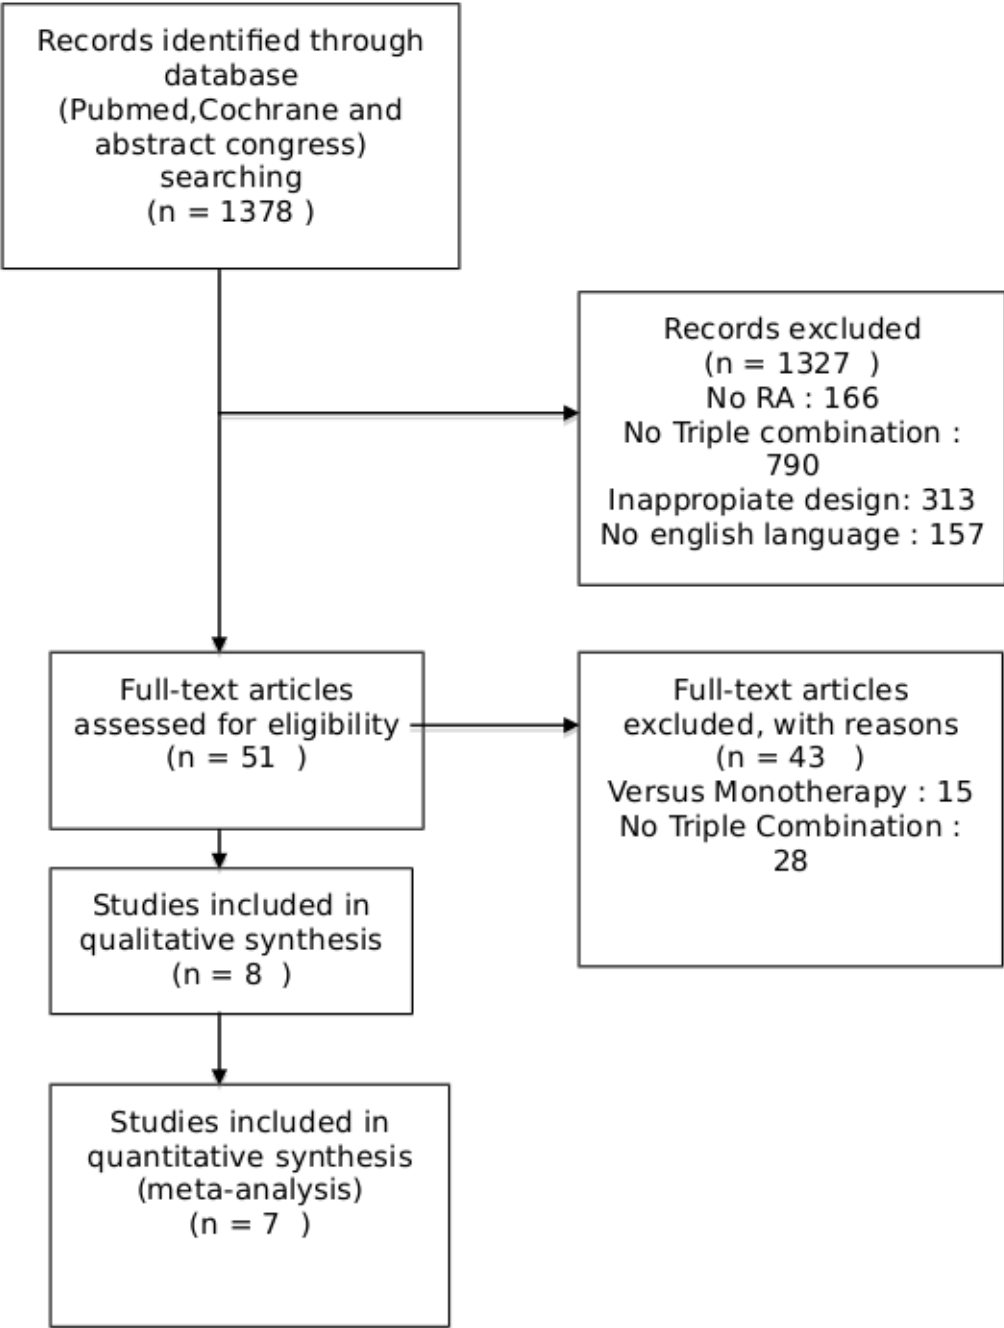 Records identified through
database
(Pubmed,Cochrane and
abstract congress)
searching
(n = 1378 )
Records excluded
(n = 1327 )
No RA : 166
No Triple combination :
790
Inappropiate design: 313
No english language : 157
Full-text articles
assessed for eligibility
(n = 51 )
Full-text articles
excluded, with reasons
(n = 43 )
Versus Monotherapy : 15
No Triple Combination :
28
Studies included in
qualitative synthesis
(n = 8 )
Studies included in
quantitative synthesis
(meta-analysis)
(n = 7 )